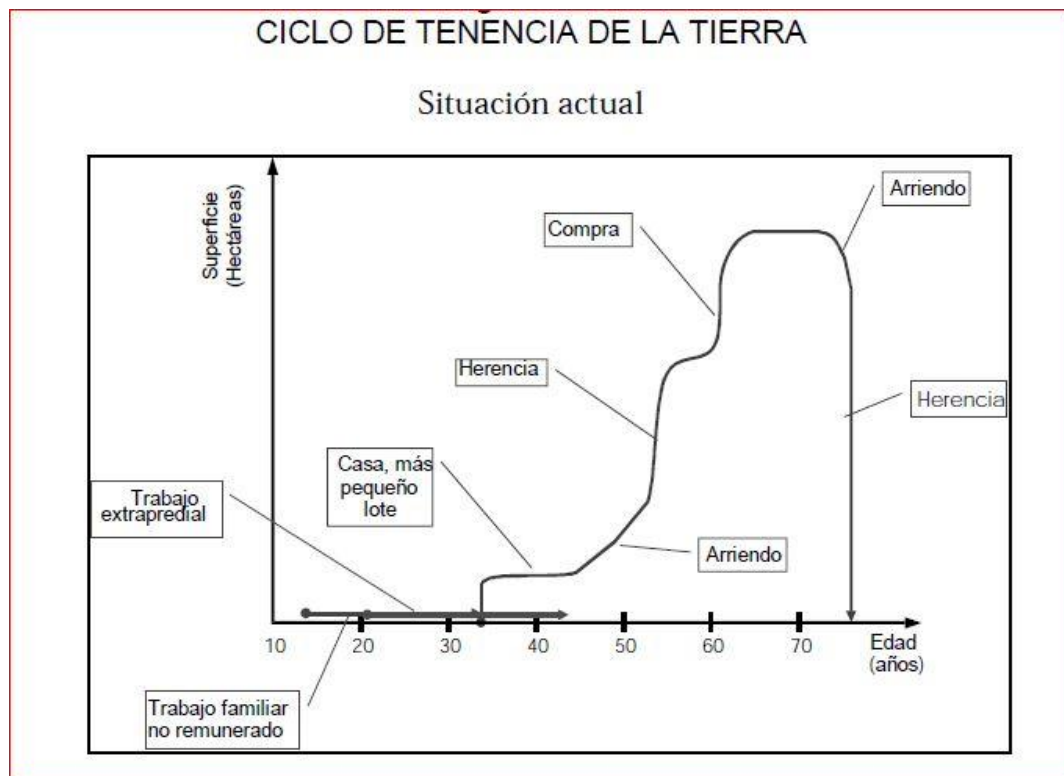 CICLO DE TENENCIA DE LA TIERRA
Situación actual
Superficie
(Hectáreas)
Arriendo
Compra
Herencia
Herencia
Casa, más
pequeño
lote
Trabajo
extrapredial
Arriendo
10
20
30
40
50
60
70
Edad
(años)
Trabajo familiar
no remunerado